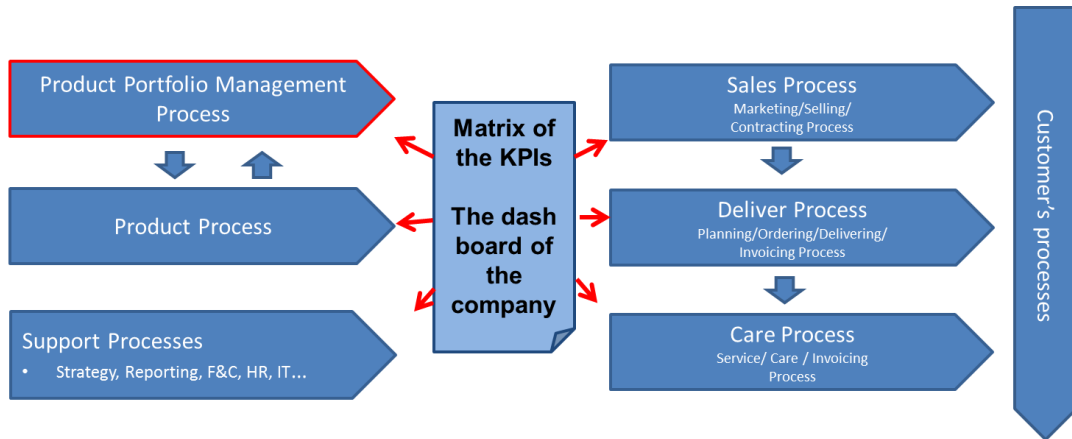 Product Portfolio Management
Process
Product Process
Support Processes
• Strategy, Reporting, F&C, HR, IT...
Matrix of
the KPIs
The dash
board of
the
company
Sales Process
Marketing/Selling/
Contracting Process
Deliver Process
Planning/Ordering/Delivering/
Invoicing Process
Care Process
Service/ Care / Invoicing
Process
Customer's processes